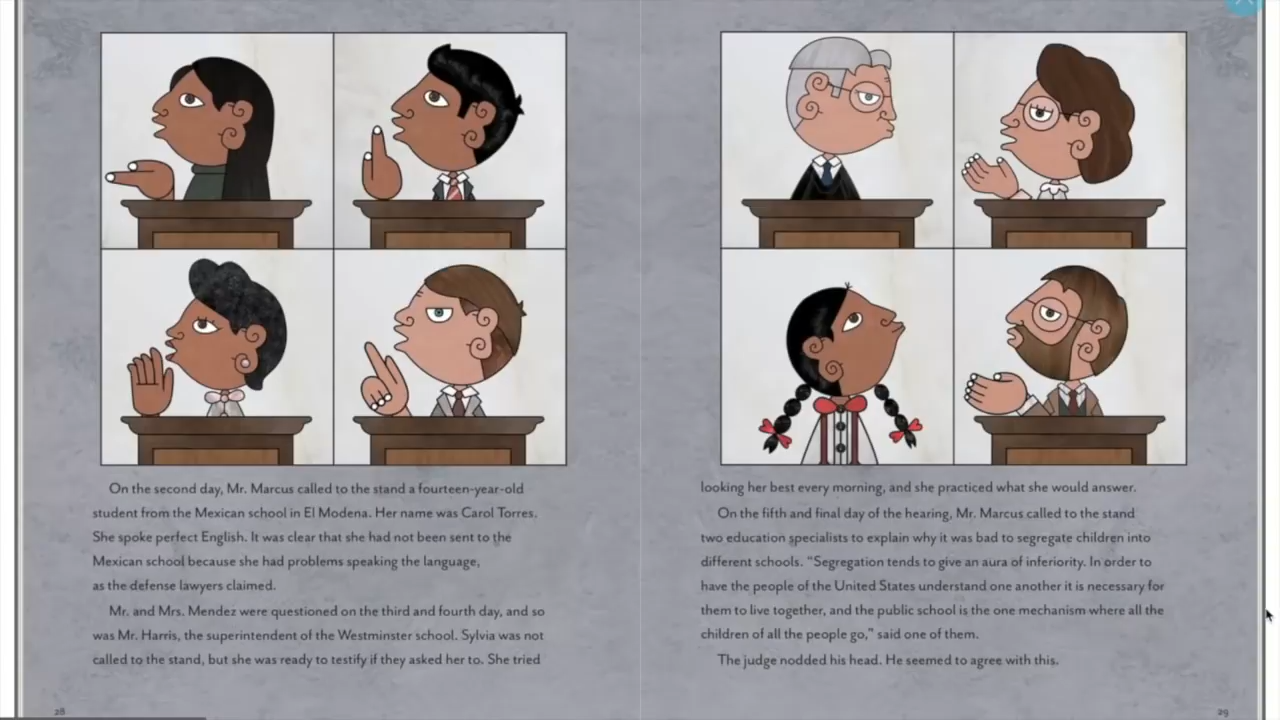 On the second day, Mr. Marcus called to the stand a fourteen-year-old
student from the Mexican school in El Modena. Her name was Carol Torres.
She spoke perfect English. It was clear that she had not been sent to the
Mexican school because she had problems speaking the language,
as the defense lawyers claimed.
Mr. and Mrs. Mendez were questioned on the third and fourth day, and so
was Mr. Harris, the superintendent of the Westminster school. Sylvia was not
called to the stand, but she was ready to testify if they asked her to. She tried
28
looking her best every morning, and she practiced what she would answer.
On the fifth and final day of the hearing, Mr. Marcus called to the stand
two education specialists to explain why it was bad to segregate children into
different schools. “Segregation tends to give an aura of inferiority. In order to
have the people of the United States understand one another it is necessary for
them to live together, and the public school is the one mechanism where all the
children of all the people go,” said one of them.
The judge nodded his head. He seemed to agree with this.
29